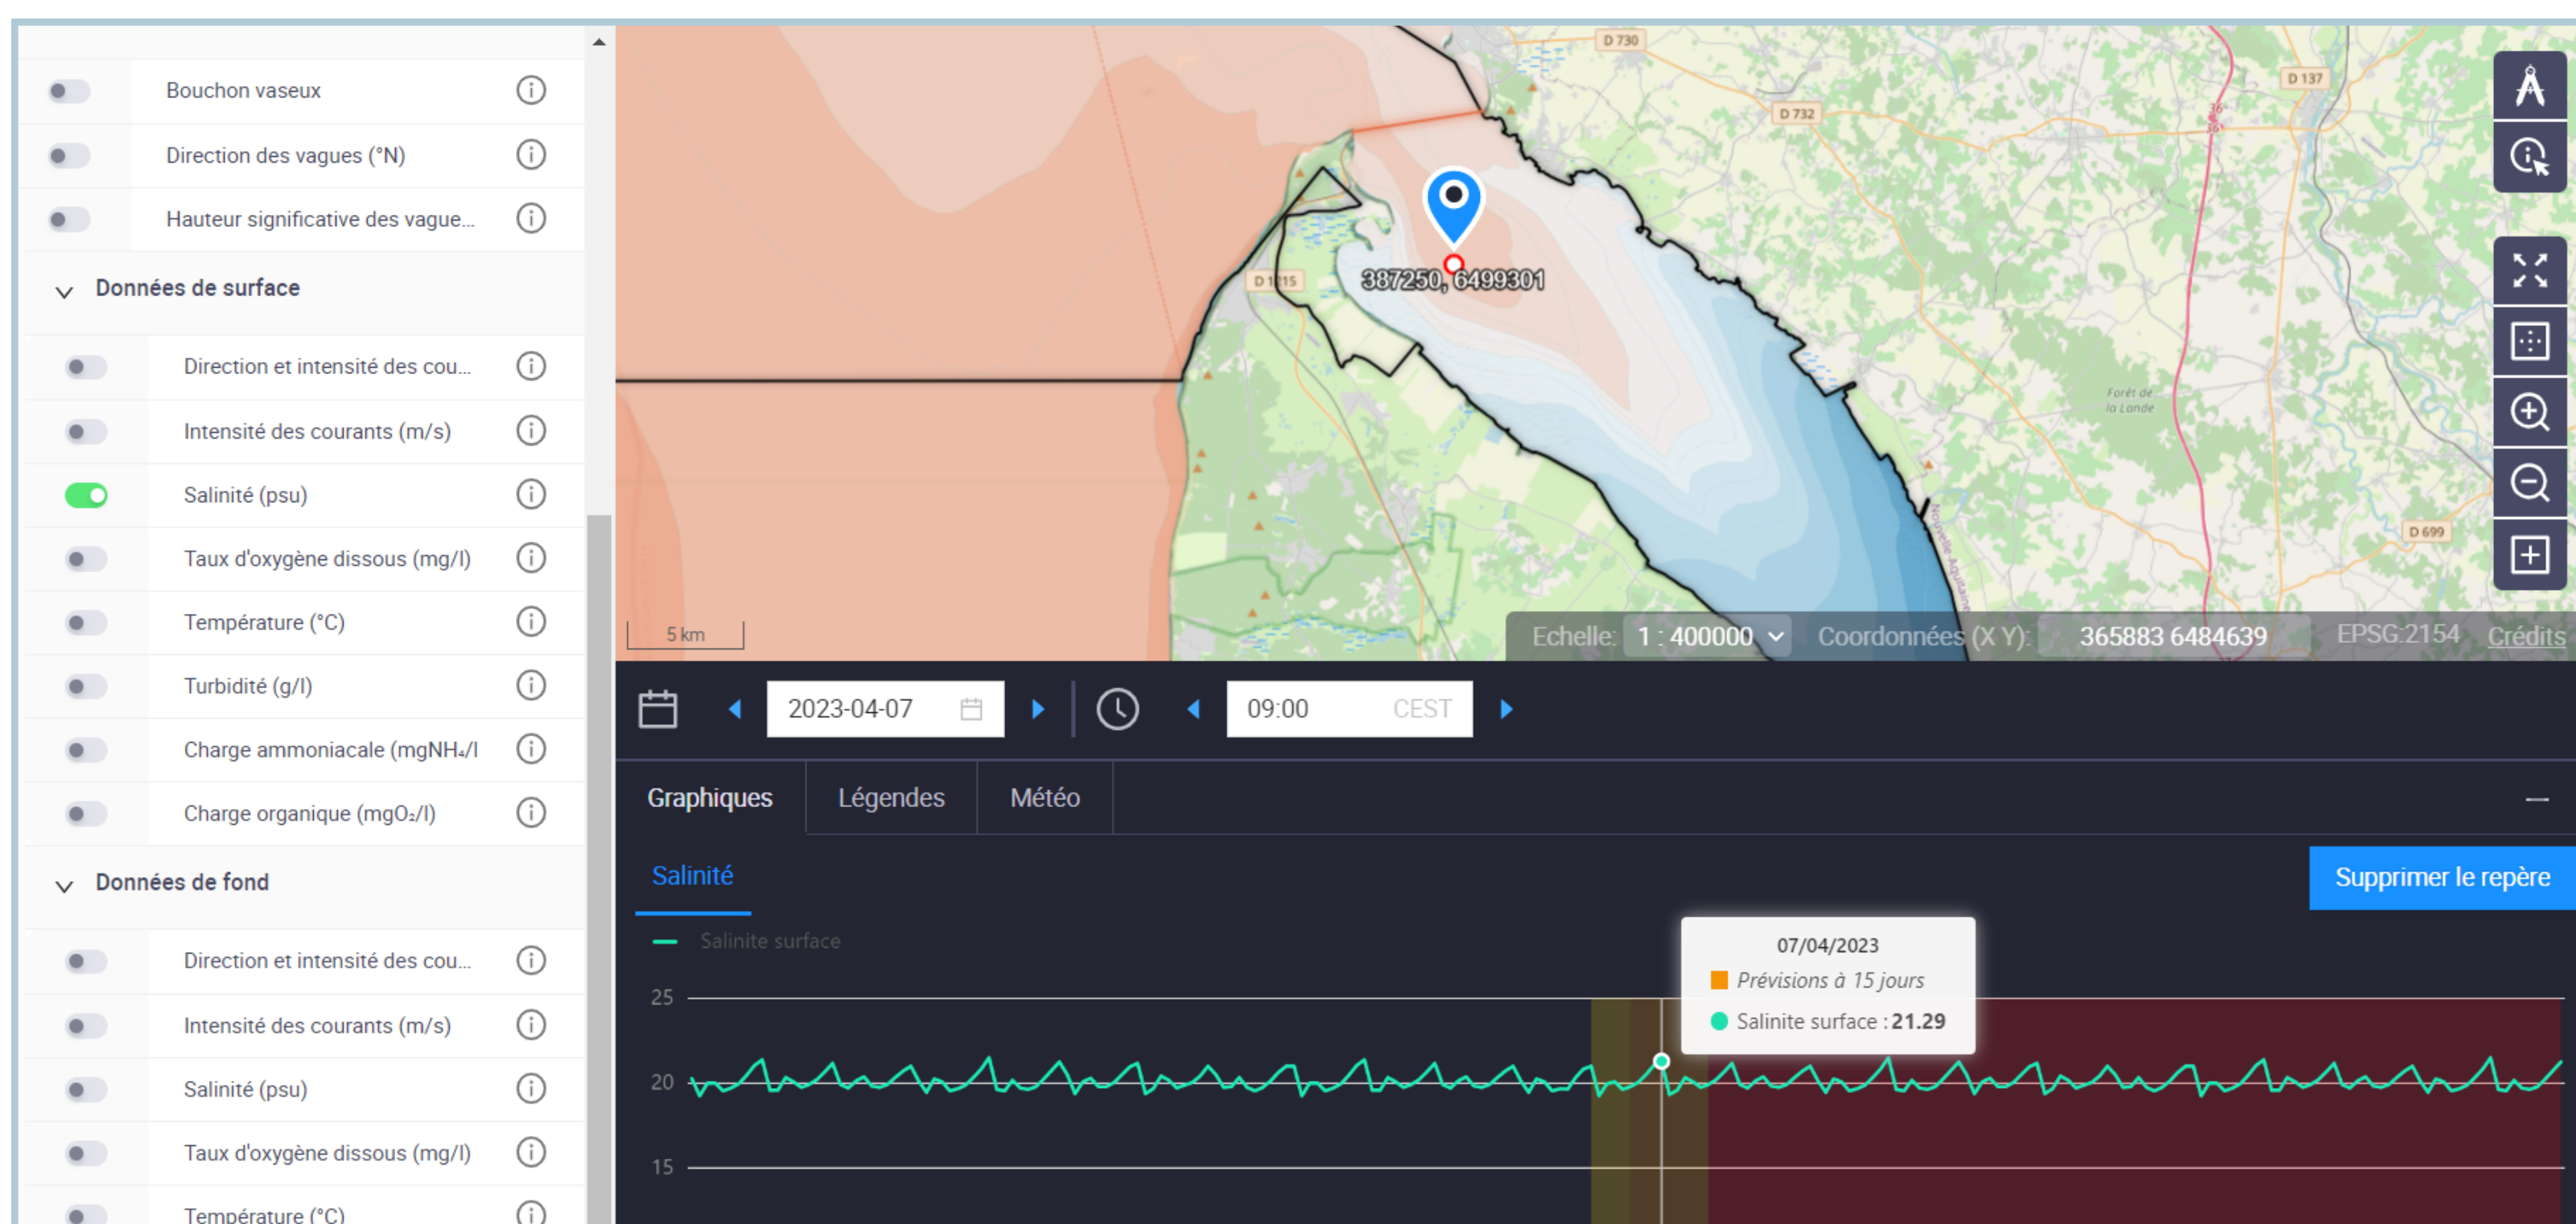 Bouchon vaseux
Direction des vagues (°N)
Hauteur significative des vague...
Données de surface
Direction et intensité des cou...
Intensité des courants (m/s)
Salinité (psu)
Taux d'oxygène dissous (mg/l)
Température (°C)
Turbidité (g/l)
Charge ammoniacale (mgNH₄/l
Charge organique (mgO₂/l)
Données de fond
Direction et intensité des cou...
Intensité des courants (m/s)
Salinité (psu)
Taux d'oxygène dissous (mg/l)
Température (°C)
D 730
D 137
D 732
36
36
D 1215
387250, 6499301
Forêt de
la Lande
D 699
Nouvelle-Aquitaine
5 km
Echelle: 1 : 400000 Coordonnées (X Y): 365883 6484639 EPSG:2154 Crédits
2023-04-07 09:00 CEST
Graphiques Légendes Météo
Salinité Supprimer le repère
Salinite surface
07/04/2023
Prévisions à 15 jours
Salinite surface : 21.29
25
20
15